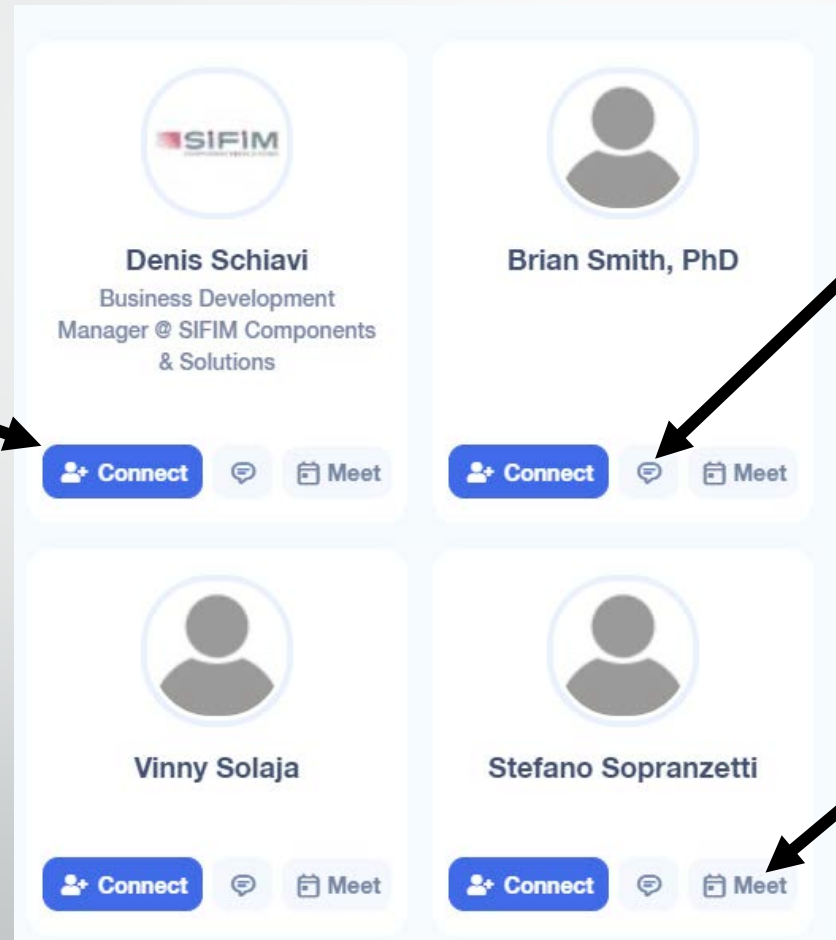 SIFIM
Denis Schiavi
Business Development
Manager @ SIFIM Components
& Solutions
Connect
Meet
Brian Smith, PhD
Connect
Meet
Vinny Solaja
Connect
Meet
Stefano Sopranzetti
Connect
Meet